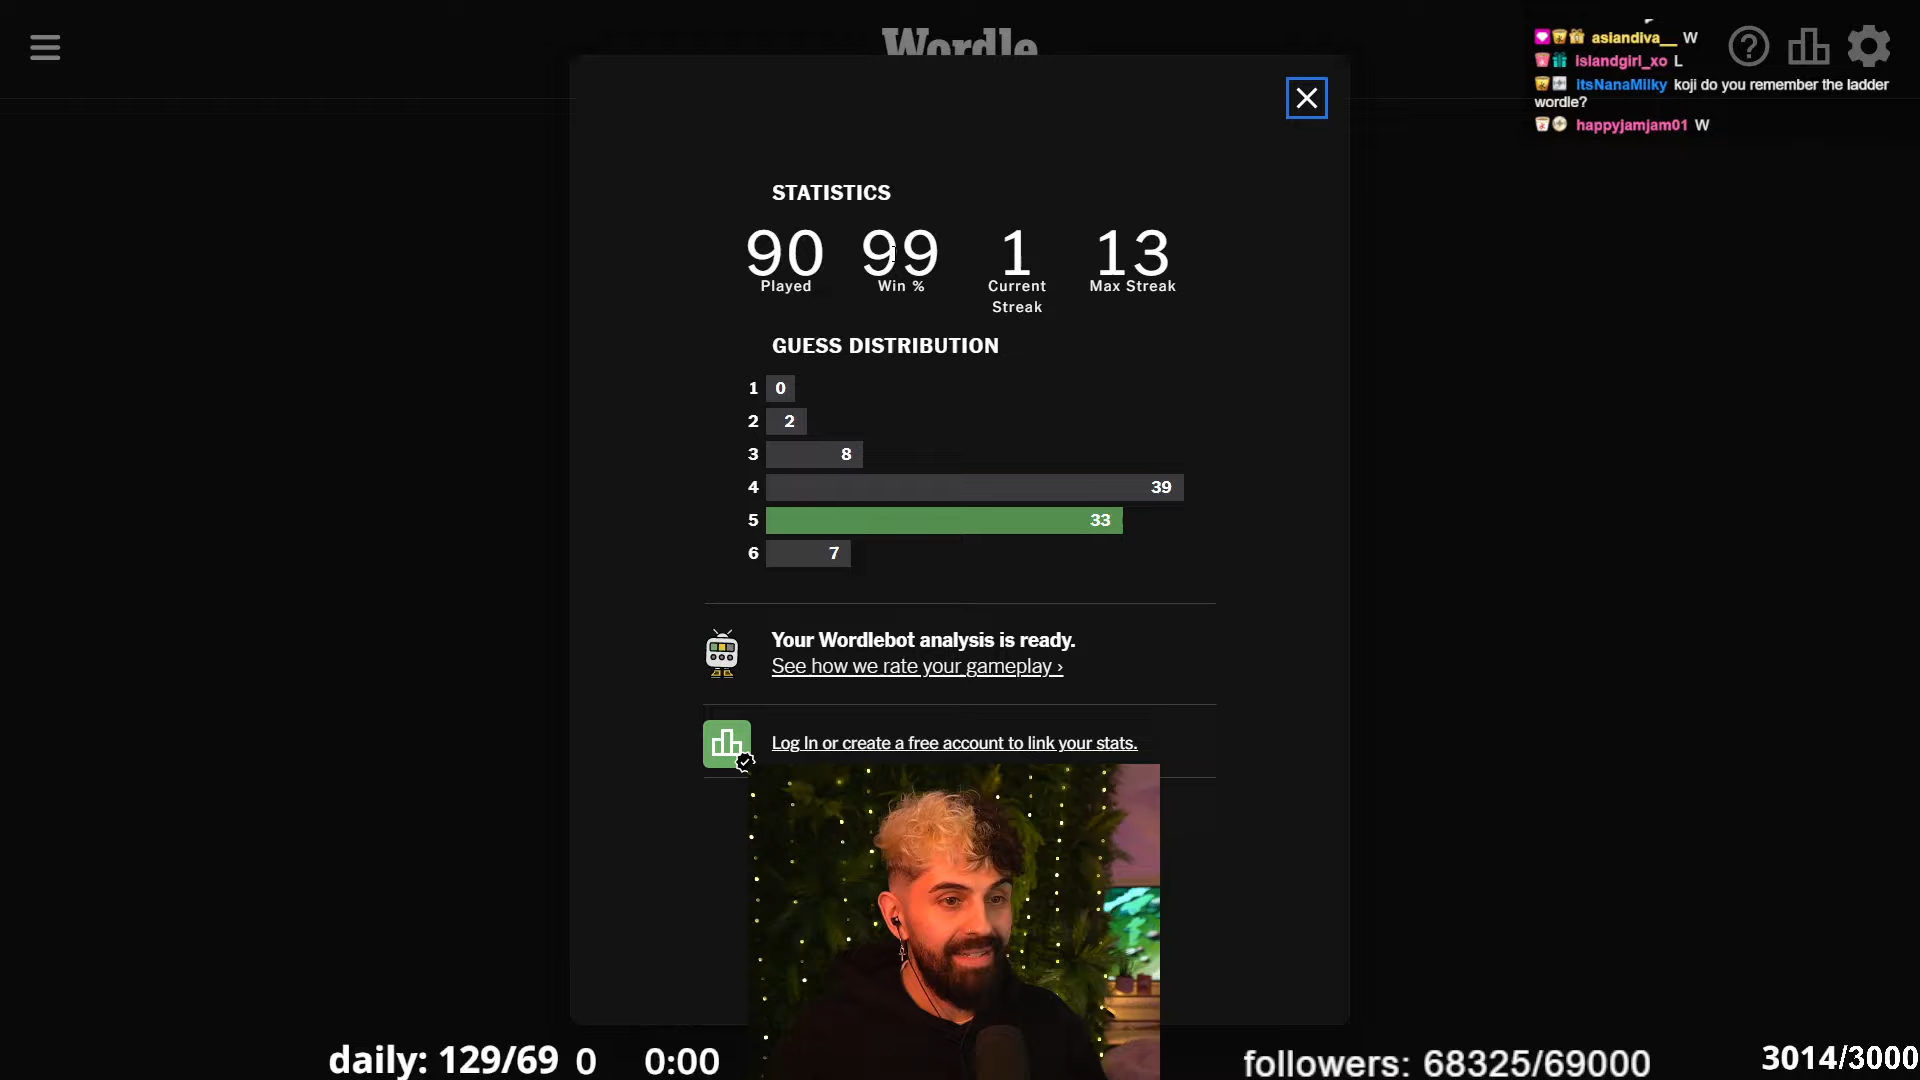 Wordle
asiandiva__ W
islandgirl_xo L
ItsNanaMilky koji do you remember the ladder
wordle?
happyjamjam01 W
STATISTICS
90 99 1 13
Played Win % Current Max Streak
Streak
GUESS DISTRIBUTION
1 0
2 2
3 8
4 39
5 33
6 7
Your Wordlebot analysis is ready.
See how we rate your gameplay ›
Log In or create a free account to link your stats.
daily: 129/69 0 0:00
followers: 68325/69000
3014/3000